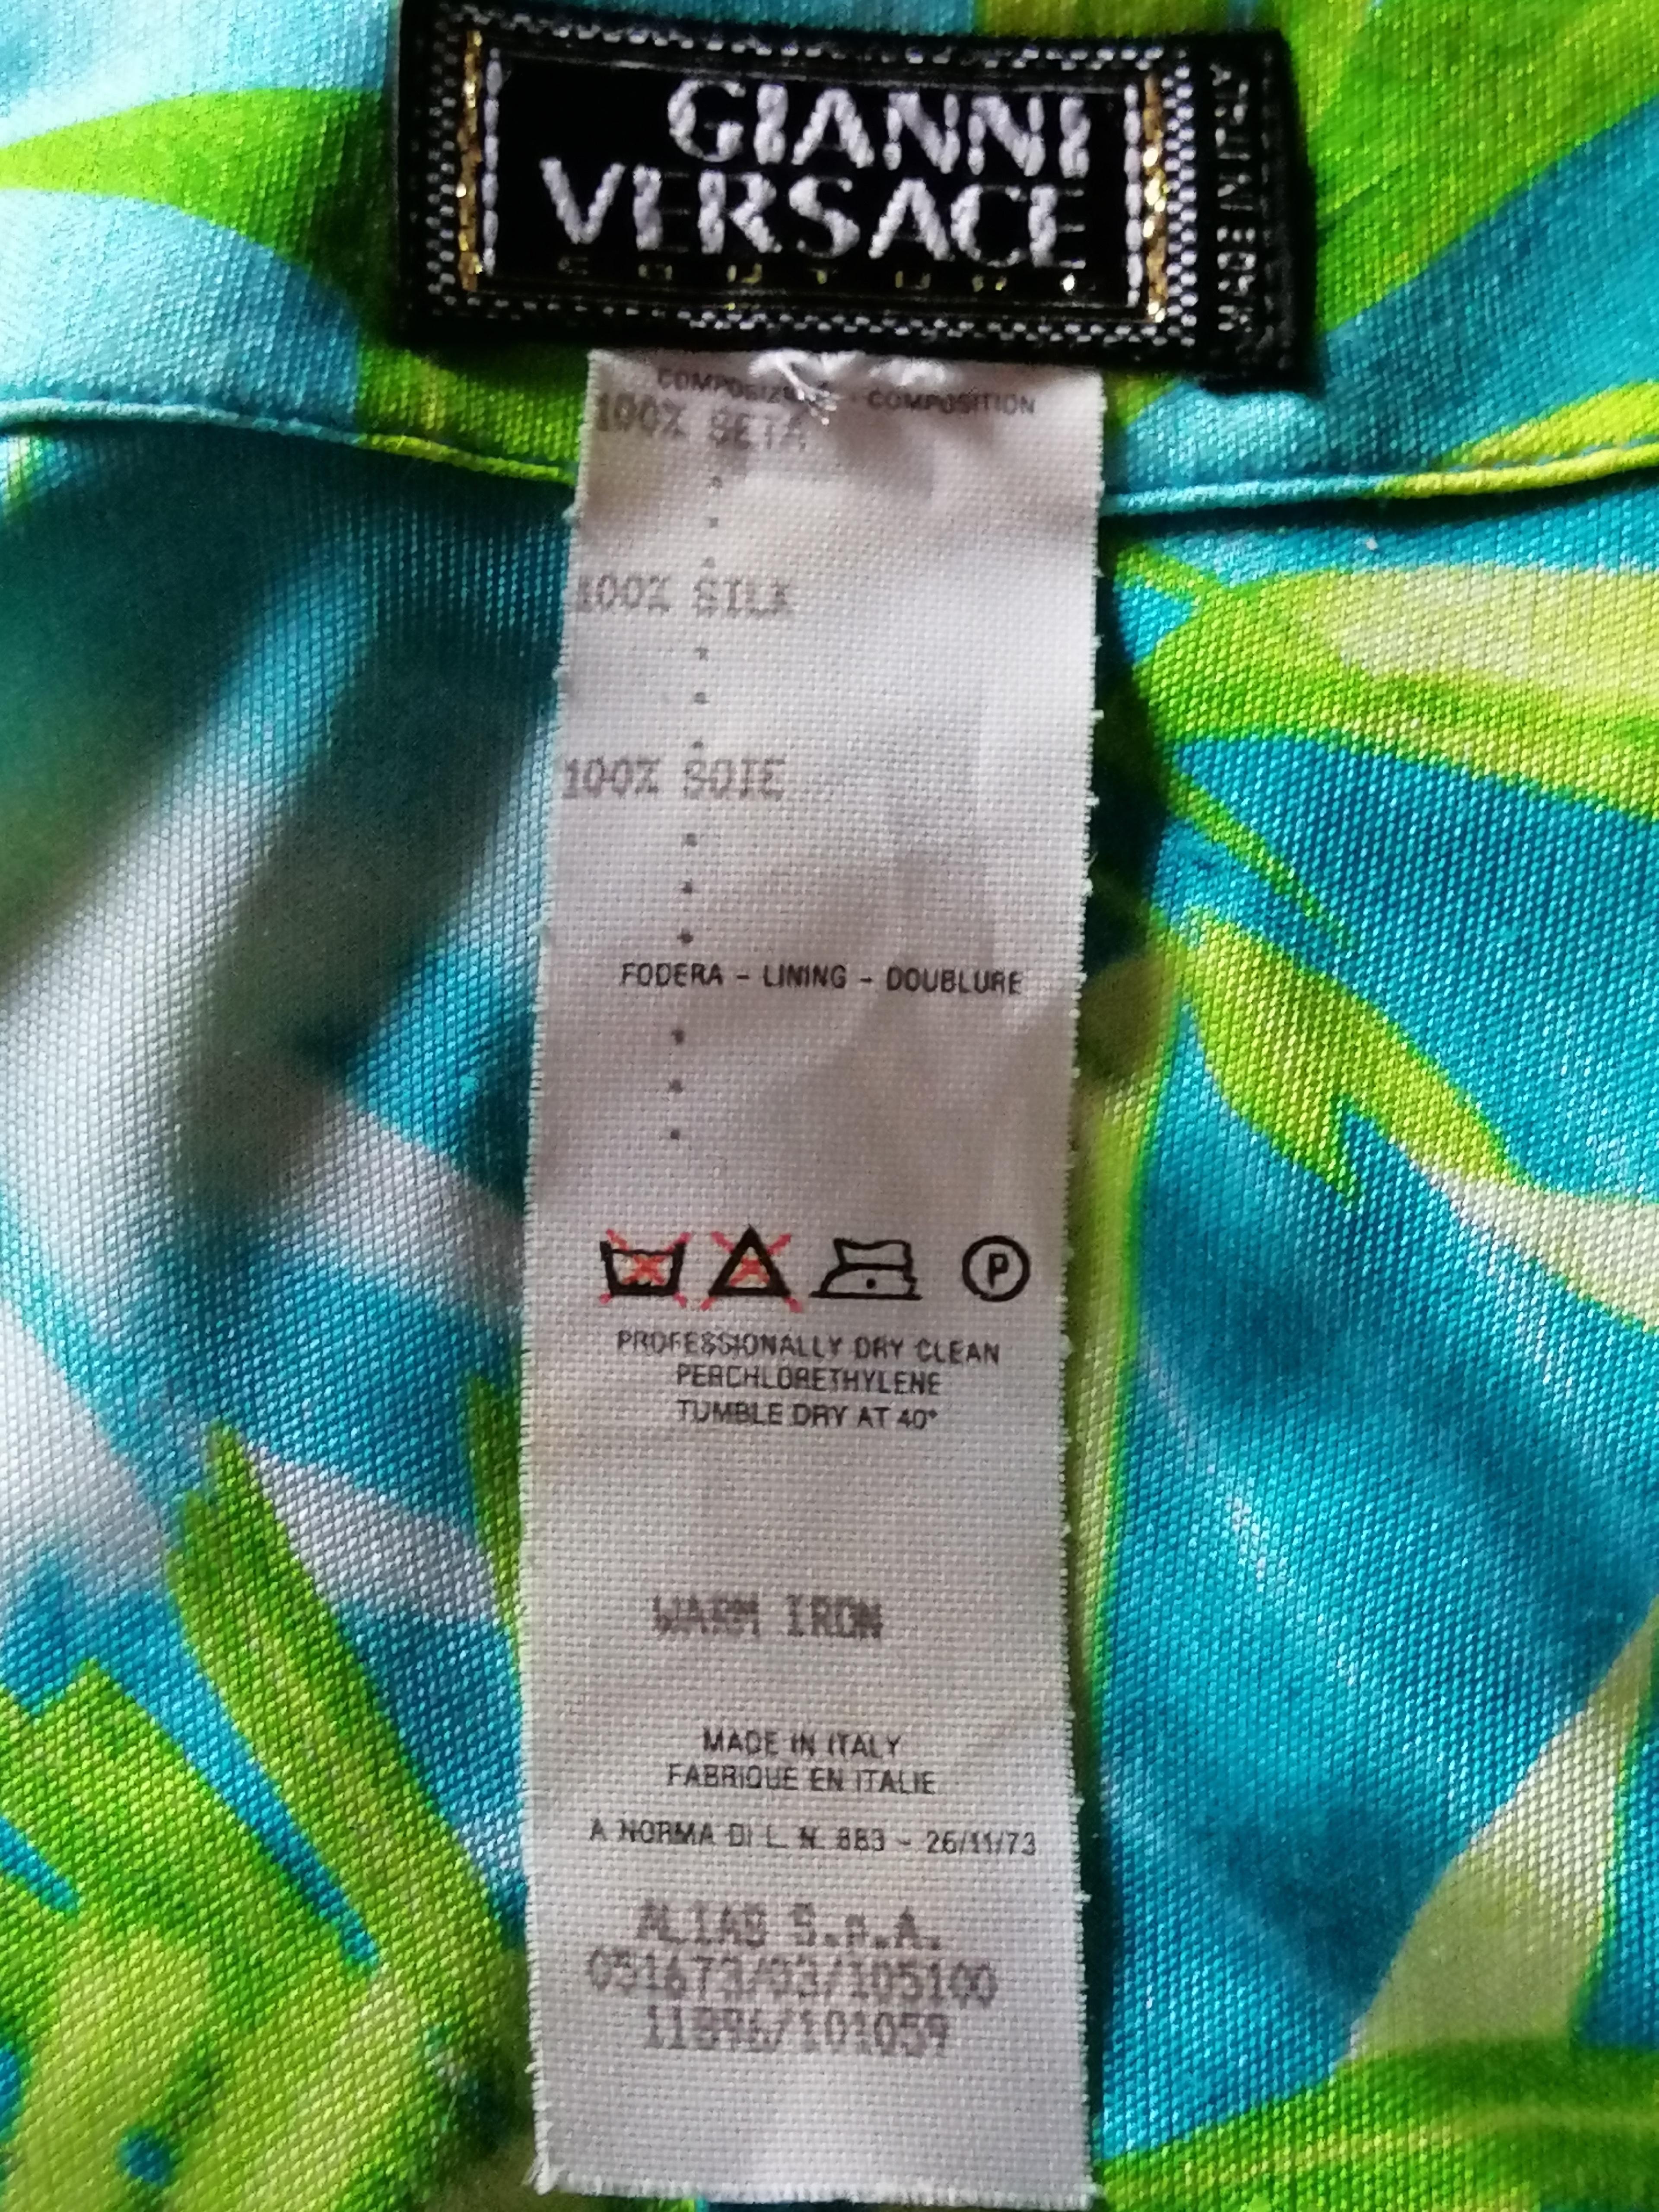 GIANNI
VERSACE
COUTURE
COMPOSIZIONE - COMPOSITION
100% SETA
100% SILK
100% SOIE
FODERA - LINING - DOUBLURE
P
PROFESSIONALLY DRY CLEAN
PERCHLORETHYLENE
TUMBLE DRY AT 40°
WARM IRON
MADE IN ITALY
FABRIQUE EN ITALIE
A NORMA DI L. N. 883 - 26/11/73
ALIAS S.p.A.
051673/03/105100
11896/101059